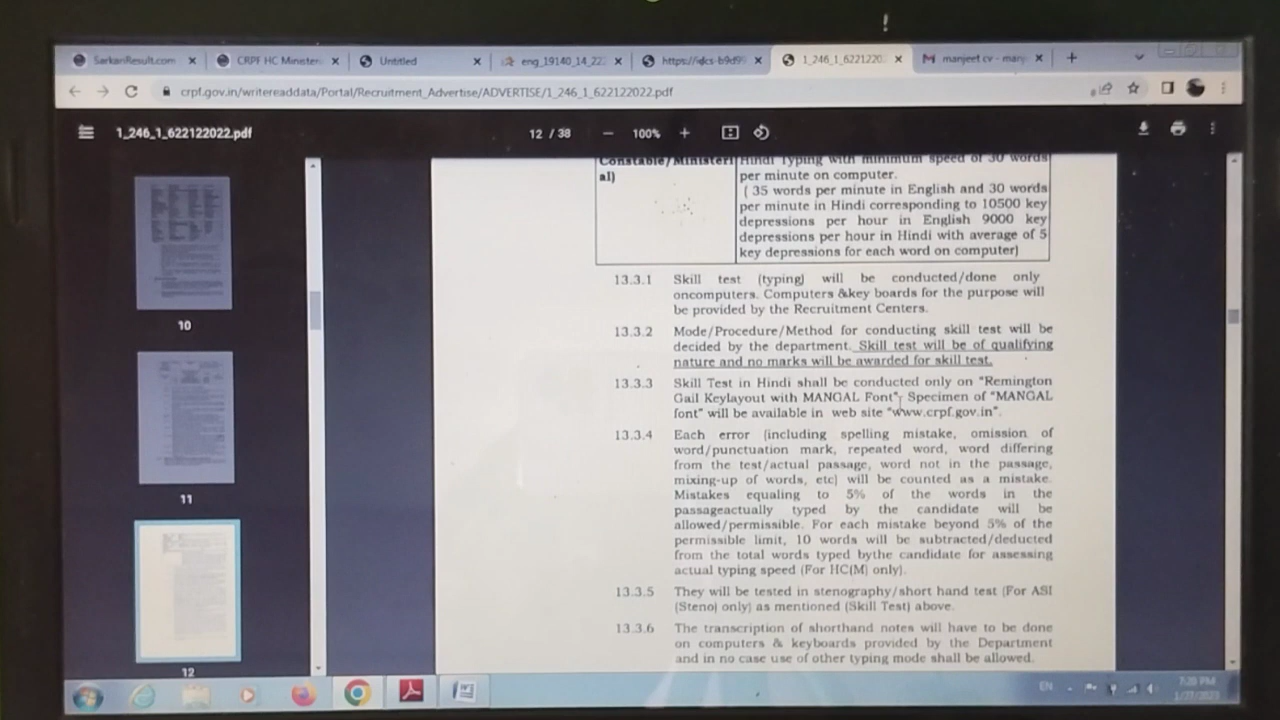 SarkariResult.com
CRPF HC Minister
Untitled
eng_19140_14_22
https://idcs-b9d9
1_246_1_6221220
manjeet cv - manj
crpf.gov.in/writereaddata/Portal/Recruitment_Advertise/ADVERTISE/1_246_1_622122022.pdf
1_246_1_622122022.pdf
12 / 38
100%
10
11
12
Constable/Ministeri
al)
Hindi Typing with minimum speed of 30 words
per minute on computer.
( 35 words per minute in English and 30 words
per minute in Hindi corresponding to 10500 key
depressions per hour in English 9000 key
depressions per hour in Hindi with average of 5
key depressions for each word on computer)
13.3.1 Skill test (typing) will be conducted/done only
oncomputers. Computers &key boards for the purpose will
be provided by the Recruitment Centers.
13.3.2 Mode/Procedure/Method for conducting skill test will be
decided by the department. Skill test will be of qualifying
nature and no marks will be awarded for skill test.
13.3.3 Skill Test in Hindi shall be conducted only on "Remington
Gail Keylayout with MANGAL Font". Specimen of "MANGAL
font" will be available in web site "www.crpf.gov.in".
13.3.4 Each error (including spelling mistake, omission of
word/punctuation mark, repeated word, word differing
from the test/actual passage, word not in the passage,
mixing-up of words, etc) will be counted as a mistake.
Mistakes equaling to 5% of the words in the
passageactually typed by the candidate will be
allowed/permissible. For each mistake beyond 5% of the
permissible limit, 10 words will be subtracted/deducted
from the total words typed bythe candidate for assessing
actual typing speed (For HC(M) only).
13.3.5 They will be tested in stenography/short hand test (For ASI
(Steno) only) as mentioned (Skill Test) above.
13.3.6 The transcription of shorthand notes will have to be done
on computers & keyboards provided by the Department
and in no case use of other typing mode shall be allowed.
EN
7:29 PM
1/27/2023